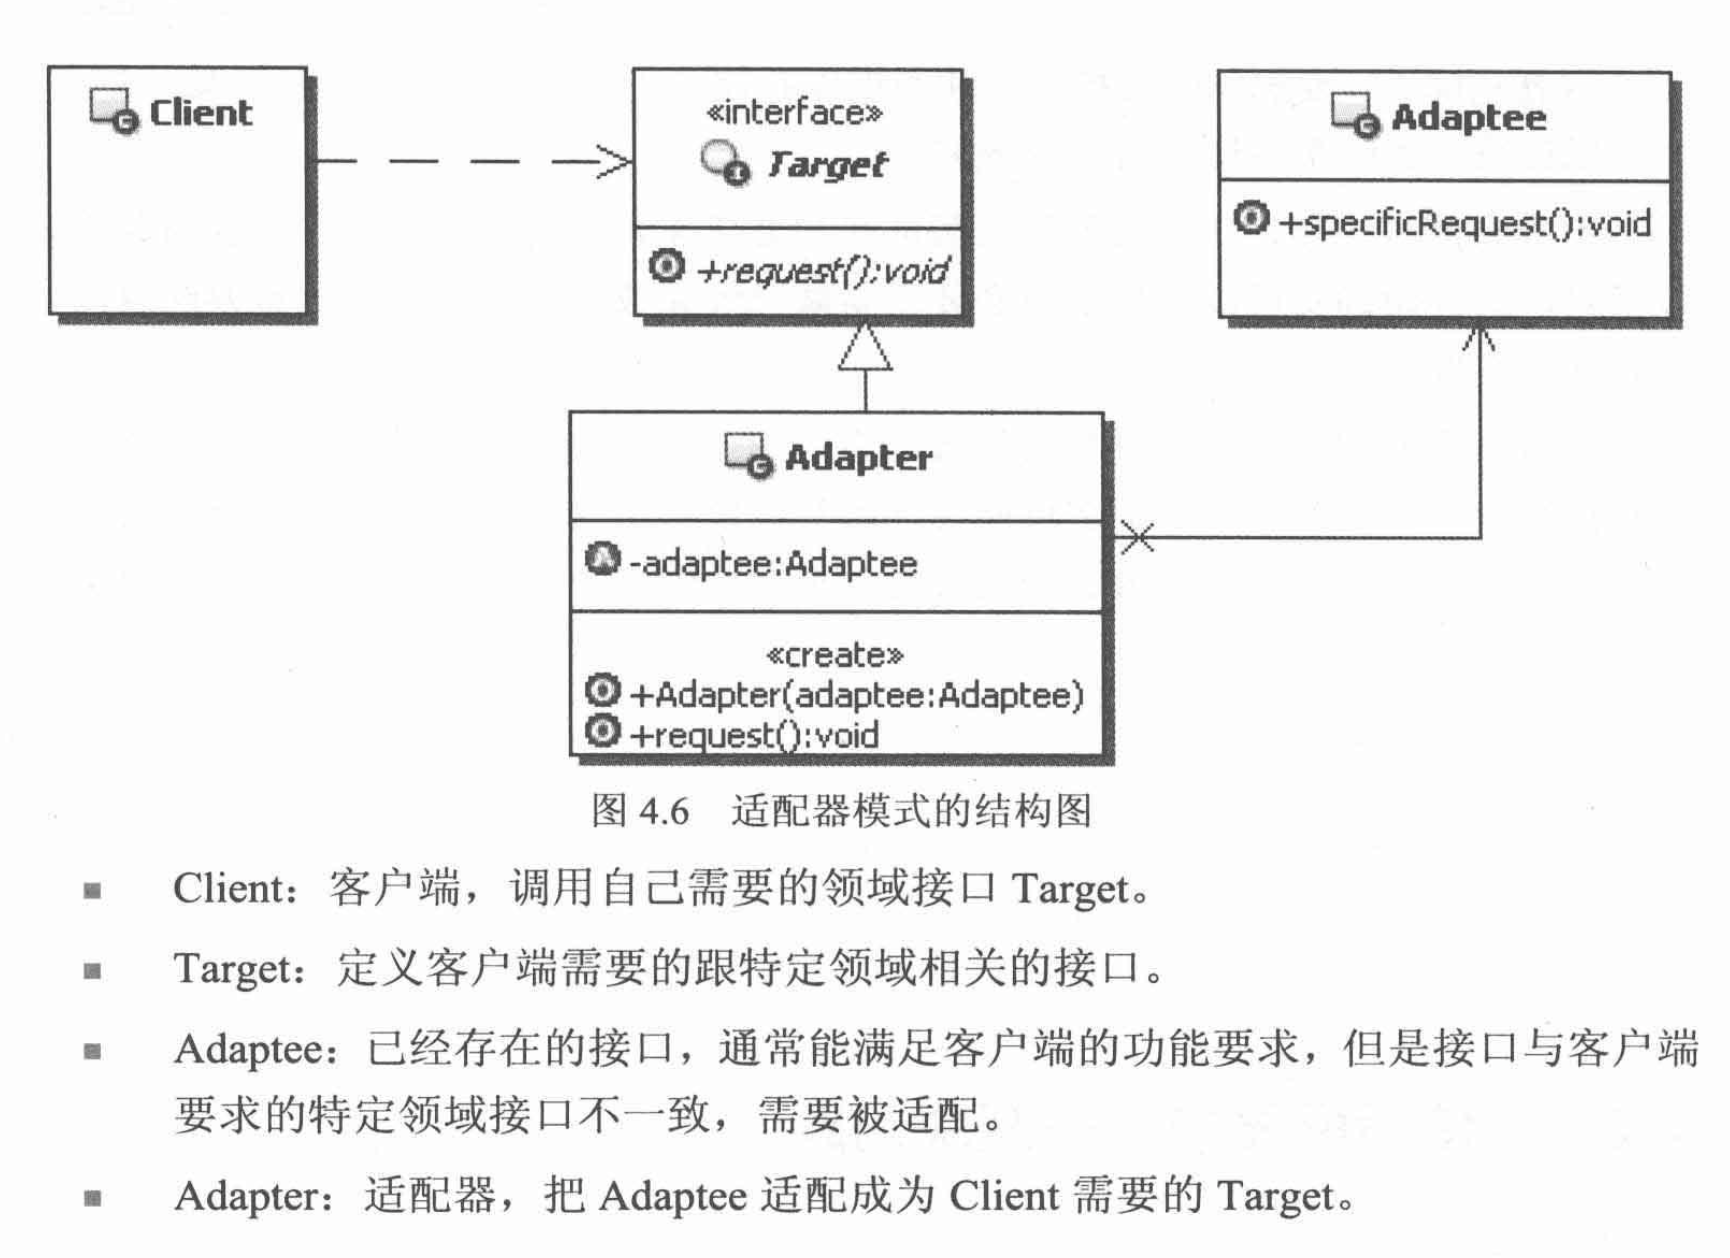 Client
«interface»
Target
+request():void
Adaptee
+specificRequest():void
Adapter
-adaptee:Adaptee
«create»
+Adapter(adaptee:Adaptee)
+request():void
图 4.6 适配器模式的结构图
■ Client：客户端，调用自己需要的领域接口 Target。
■ Target：定义客户端需要的跟特定领域相关的接口。
■ Adaptee：已经存在的接口，通常能满足客户端的功能要求，但是接口与客户端
要求的特定领域接口不一致，需要被适配。
■ Adapter：适配器，把 Adaptee 适配成为 Client 需要的 Target。